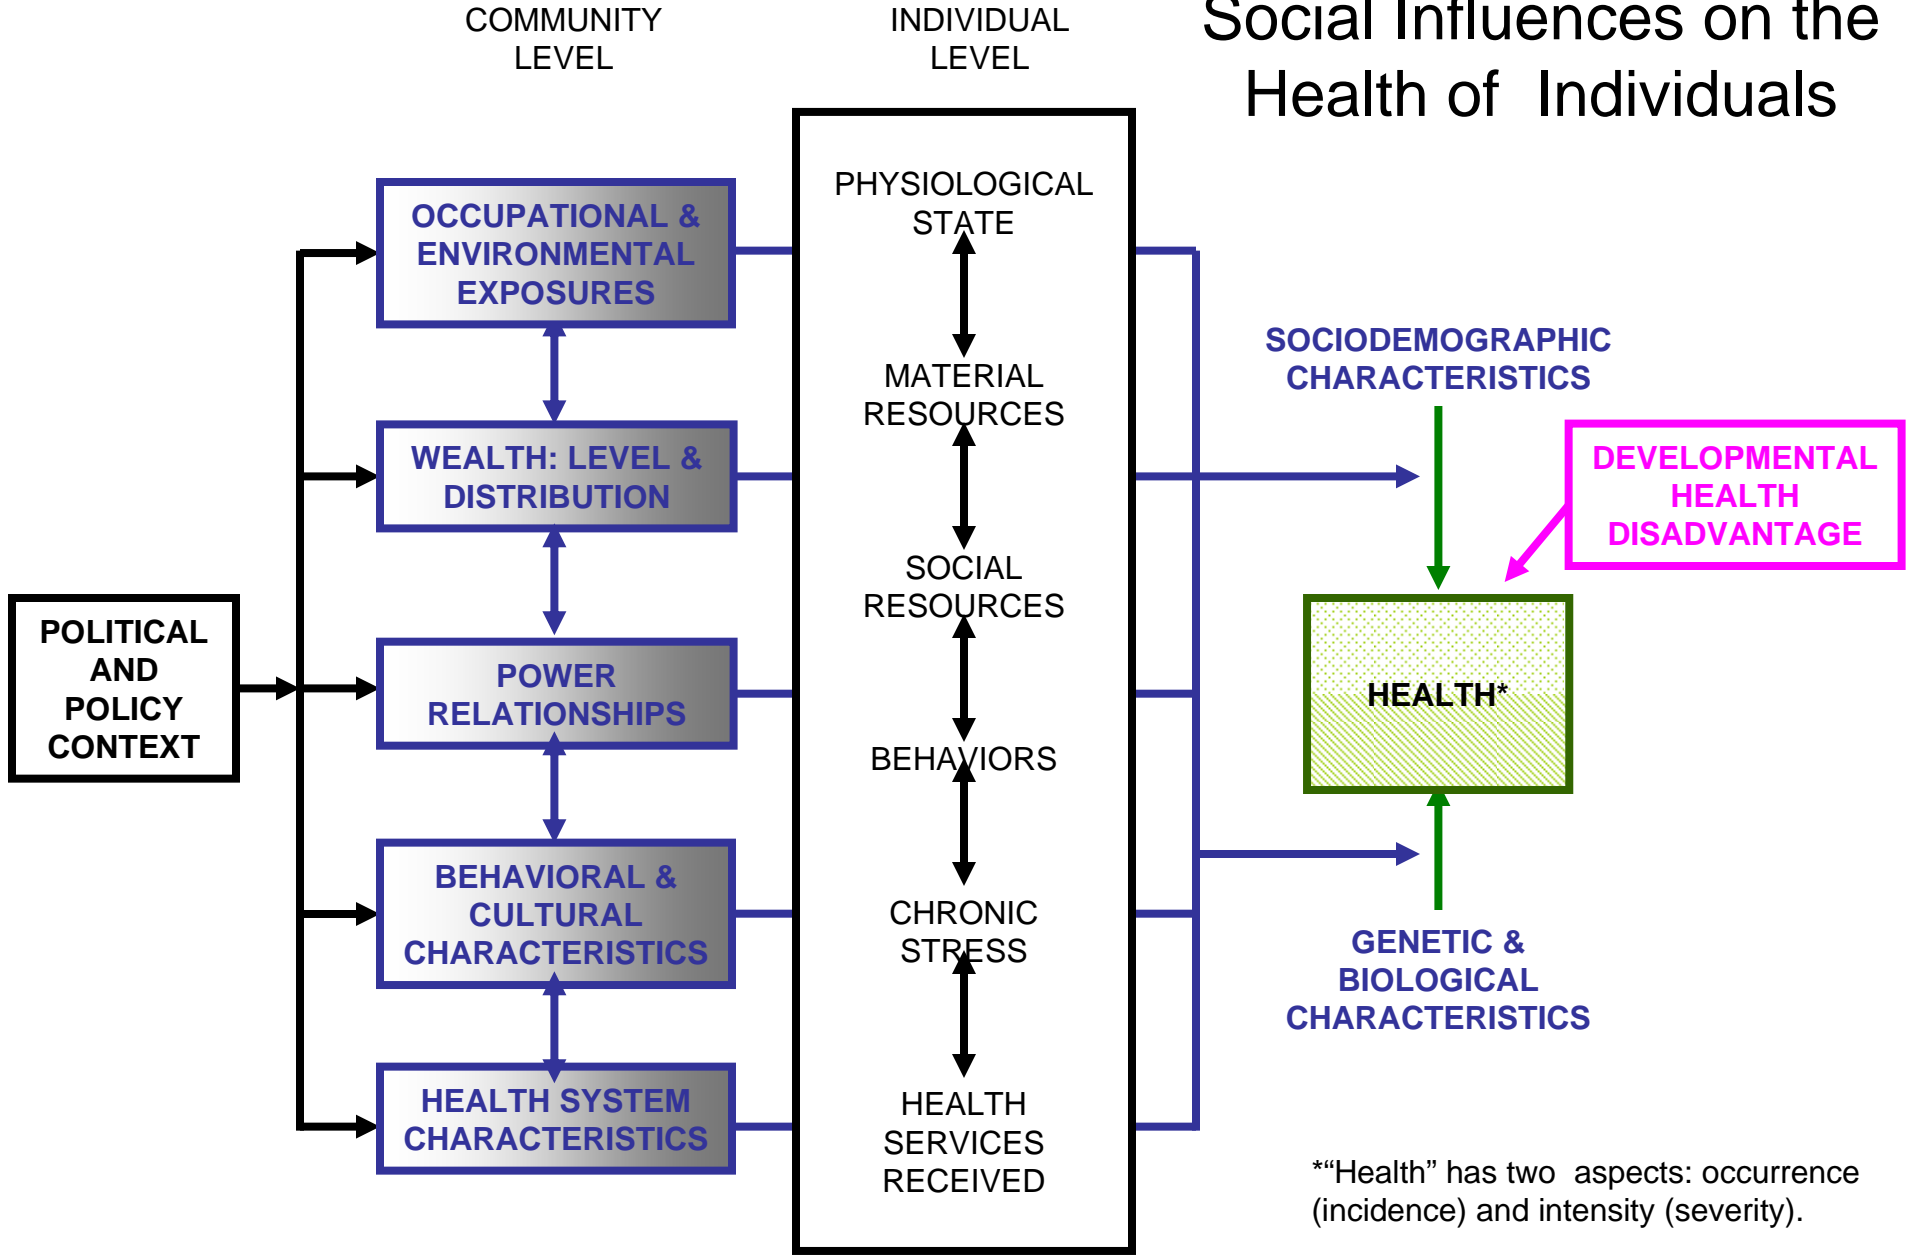 COMMUNITY
LEVEL
INDIVIDUAL
LEVEL
Social Influences on the
Health of Individuals
POLITICAL
AND
POLICY
CONTEXT
OCCUPATIONAL &
ENVIRONMENTAL
EXPOSURES
WEALTH: LEVEL &
DISTRIBUTION
POWER
RELATIONSHIPS
BEHAVIORAL &
CULTURAL
CHARACTERISTICS
HEALTH SYSTEM
CHARACTERISTICS
PHYSIOLOGICAL
STATE
MATERIAL
RESOURCES
SOCIAL
RESOURCES
BEHAVIORS
CHRONIC
STRESS
HEALTH
SERVICES
RECEIVED
SOCIODEMOGRAPHIC
CHARACTERISTICS
DEVELOPMENTAL
HEALTH
DISADVANTAGE
HEALTH*
GENETIC &
BIOLOGICAL
CHARACTERISTICS
*“Health” has two aspects: occurrence
(incidence) and intensity (severity).